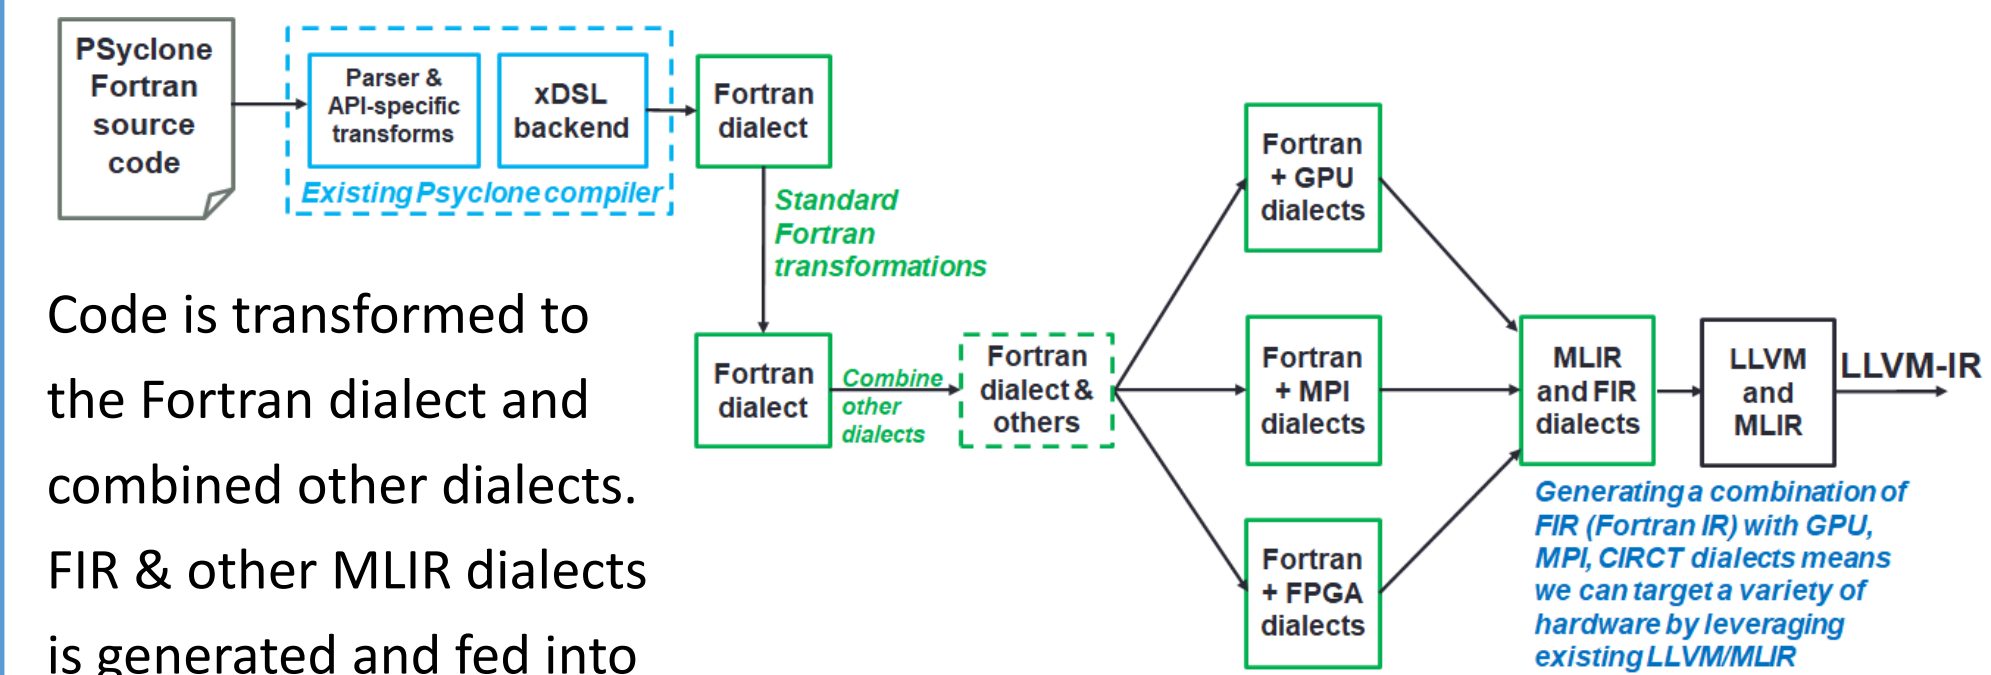 PSyclone
Fortran
source
code
Parser &
API-specific
transforms
xDSL
backend
Existing Psyclone compiler
Fortran
dialect
Standard
Fortran
transformations
Fortran
dialect
Combine
other
dialects
Fortran
dialect &
others
Fortran
+ GPU
dialects
Fortran
+ MPI
dialects
Fortran
+ FPGA
dialects
MLIR
and FIR
dialects
LLVM
and
MLIR
LLVM-IR
Generating a combination of
FIR (Fortran IR) with GPU,
MPI, CIRCT dialects means
we can target a variety of
hardware by leveraging
existing LLVM/MLIR
Code is transformed to
the Fortran dialect and
combined other dialects.
FIR & other MLIR dialects
is generated and fed into